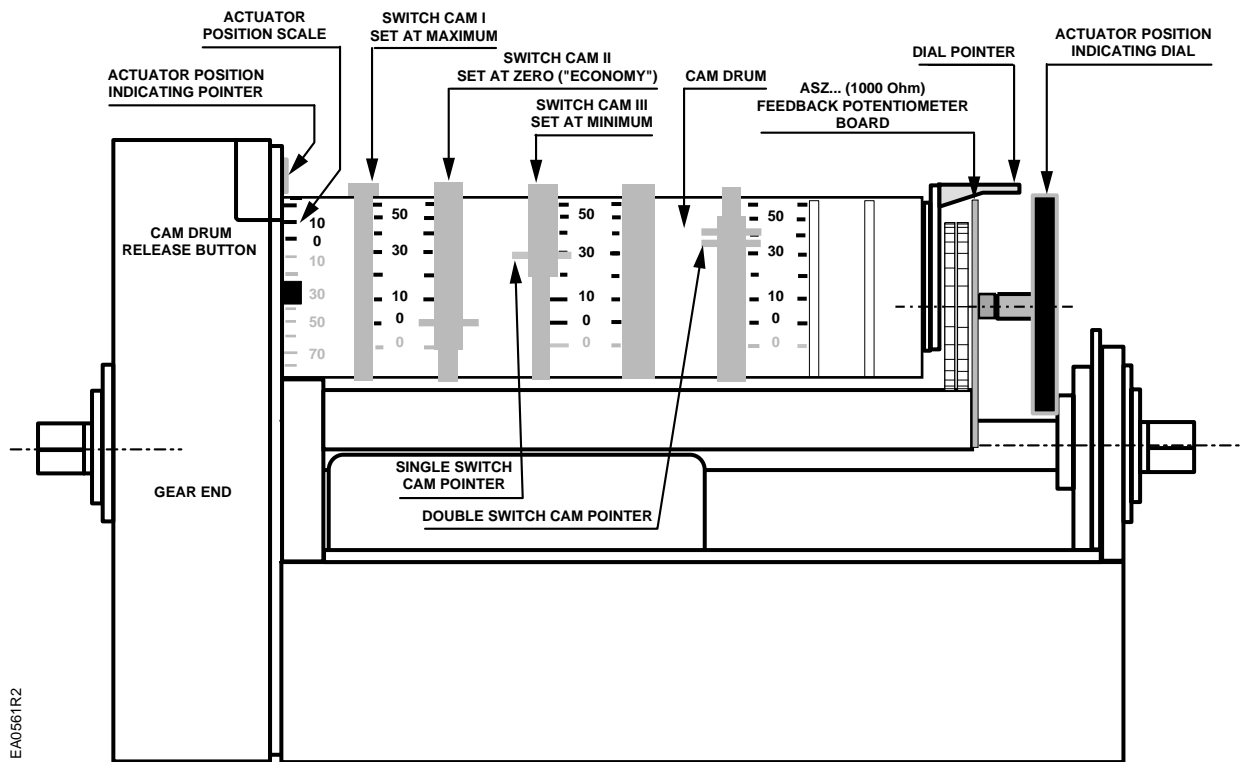 ACTUATOR
POSITION SCALE
SWITCH CAM I
SET AT MAXIMUM
SWITCH CAM II
SET AT ZERO ("ECONOMY")
SWITCH CAM III
SET AT MINIMUM
CAM DRUM
DIAL POINTER
ACTUATOR POSITION
INDICATING DIAL
ACTUATOR POSITION
INDICATING POINTER
ASZ... (1000 Ohm)
FEEDBACK POTENTIOMETER
BOARD
CAM DRUM
RELEASE BUTTON
10
0
10
30
50
70
50
30
10
0
0
50
30
10
0
0
50
30
10
0
0
SINGLE SWITCH
CAM POINTER
DOUBLE SWITCH CAM POINTER
GEAR END
EA0561R2